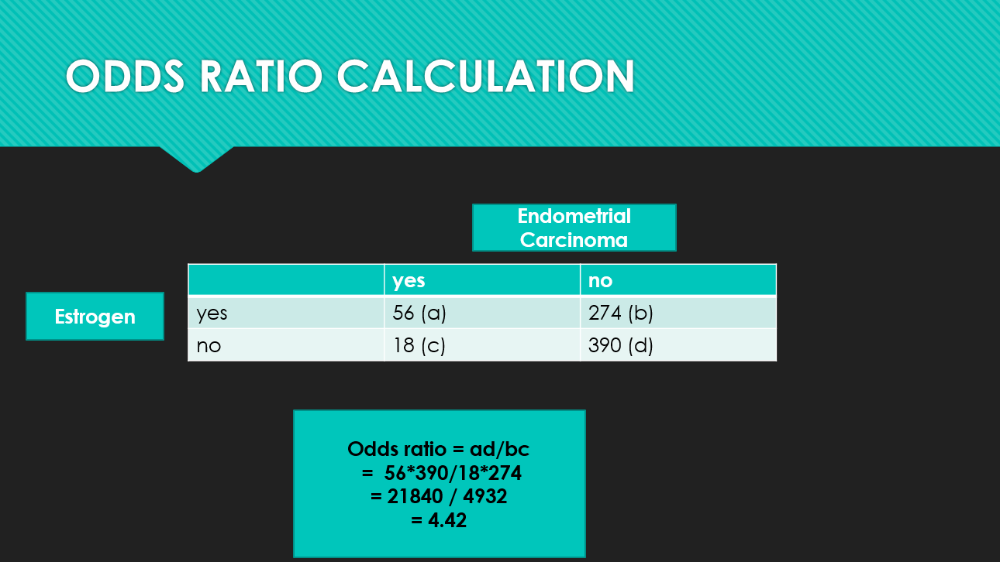 ODDS RATIO CALCULATION
Endometrial
Carcinoma
yes no
Estrogen
yes 56 (a) 274 (b)
no 18 (c) 390 (d)
Odds ratio = ad/bc
= 56*390/18*274
= 21840 / 4932
= 4.42